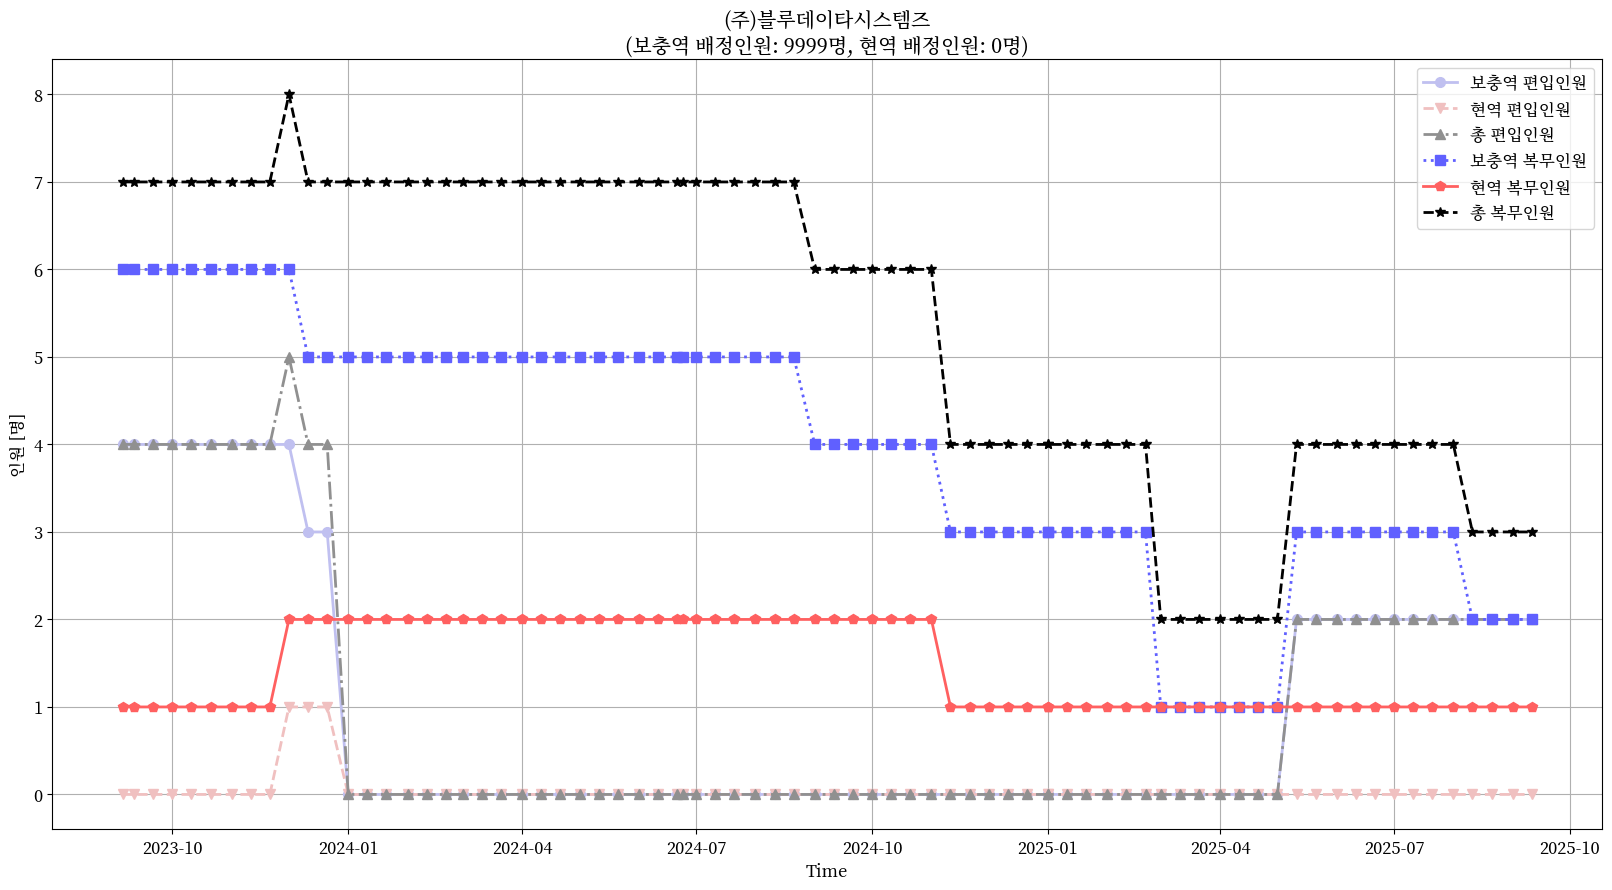 (주)블루데이타시스템즈
(보충역 배정인원: 9999명, 현역 배정인원: 0명)
보충역 편입인원
현역 편입인원
총 편입인원
보충역 복무인원
현역 복무인원
총 복무인원
인원 [명]
8
7
6
5
4
3
2
1
0
2023-10
2024-01
2024-04
2024-07
2024-10
2025-01
2025-04
2025-07
2025-10
Time